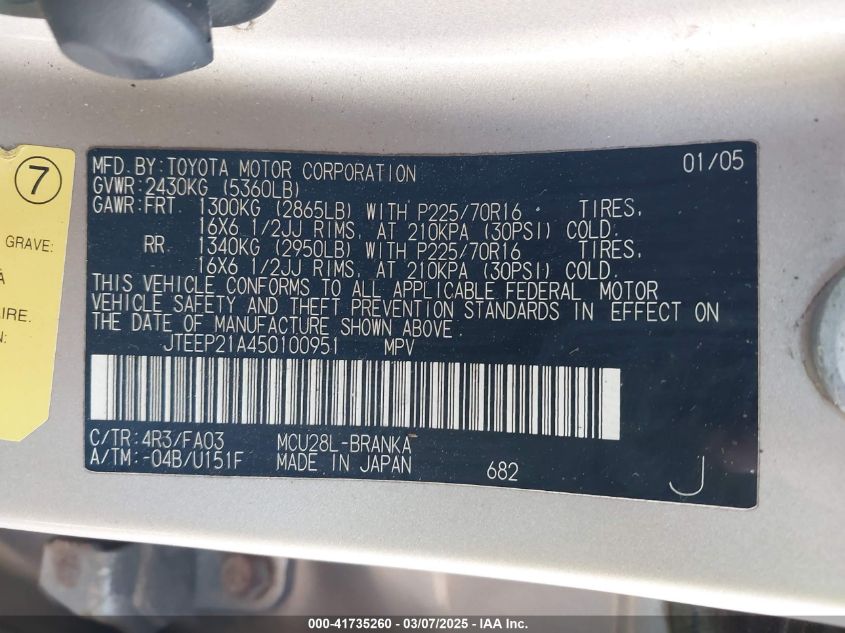 7
GRAVE:
À
AIRE.
N:
MFD. BY: TOYOTA MOTOR CORPORATION 01/05
GVWR: 2430KG (5360LB)
GAWR: FRT 1300KG (2865LB) WITH P225/70R16 TIRES,
16X6 1/2JJ RIMS, AT 210KPA (30PSI) COLD.
RR 1340KG (2950LB) WITH P225/70R16 TIRES,
16X6 1/2JJ RIMS, AT 210KPA (30PSI) COLD.
THIS VEHICLE CONFORMS TO ALL APPLICABLE FEDERAL MOTOR
VEHICLE SAFETY AND THEFT PREVENTION STANDARDS IN EFFECT ON
THE DATE OF MANUFACTURE SHOWN ABOVE.
JTEEP21A450100951 MPV
C/TR: 4R3/FA03 MCU28L-BRANKA
A/TM: -04B/U151F MADE IN JAPAN 682 J
000-41735260 - 03/07/2025 - IAA Inc.